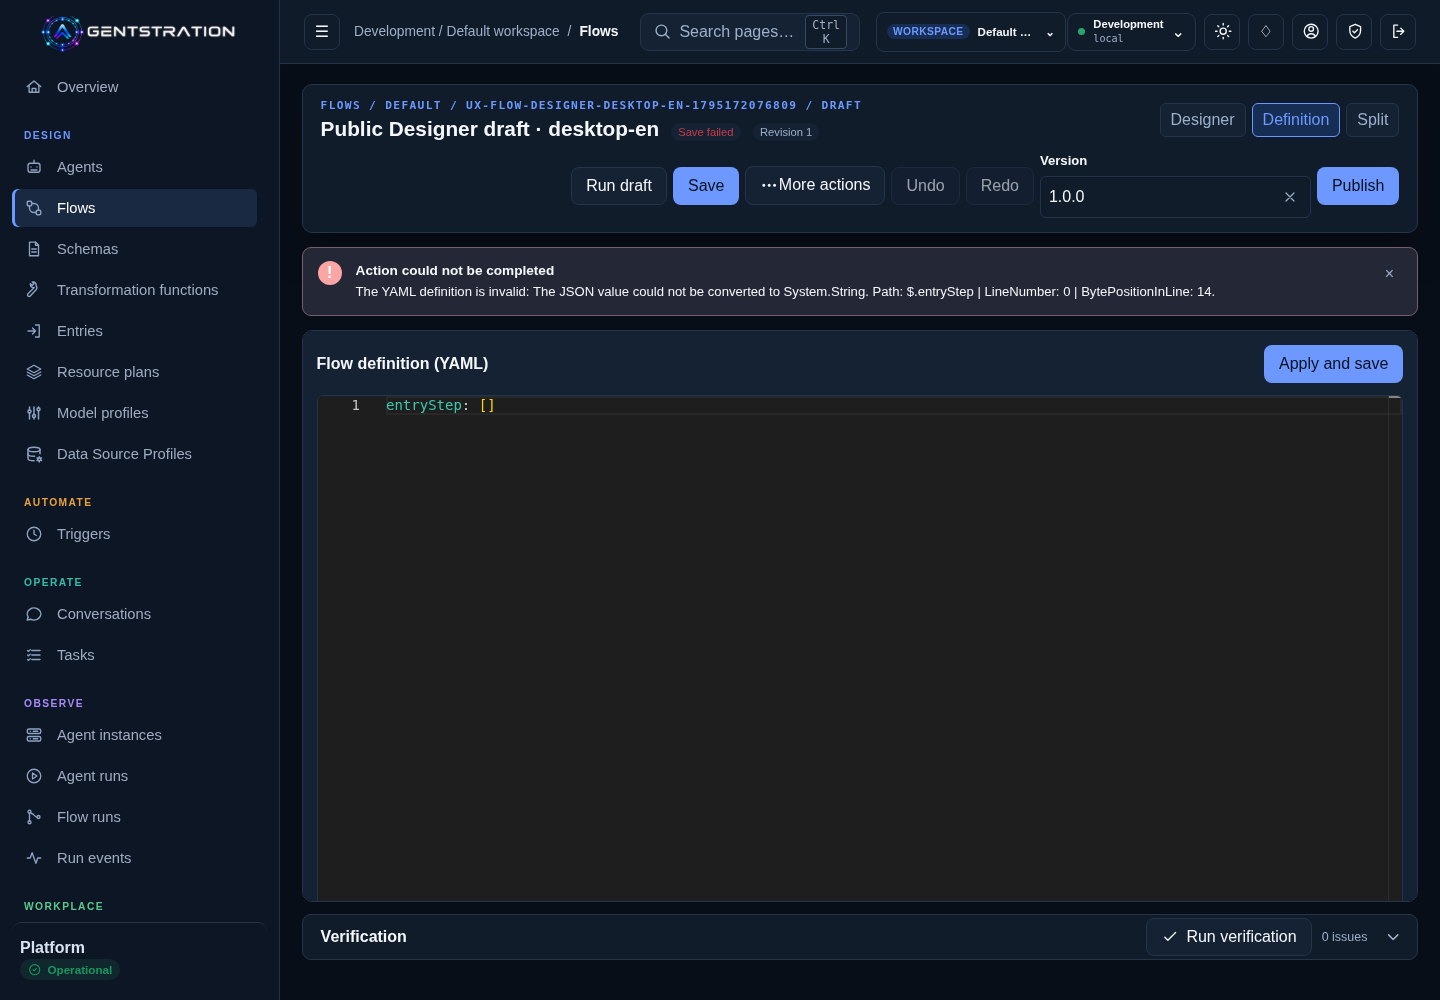 GENTSTRATION
Overview
DESIGN
Agents
Flows
Schemas
Transformation functions
Entries
Resource plans
Model profiles
Data Source Profiles
AUTOMATE
Triggers
OPERATE
Conversations
Tasks
OBSERVE
Agent instances
Agent runs
Flow runs
Run events
WORKPLACE
Platform
Operational
☰
Development / Default workspace / Flows
Search pages… Ctrl K
WORKSPACE Default …
Development
local
FLOWS / DEFAULT / UX-FLOW-DESIGNER-DESKTOP-EN-1795172076809 / DRAFT
Public Designer draft · desktop-en Save failed Revision 1
Designer Definition Split
Version
Run draft Save ···More actions Undo Redo 1.0.0 Publish
! Action could not be completed ×
The YAML definition is invalid: The JSON value could not be converted to System.String. Path: $.entryStep | LineNumber: 0 | BytePositionInLine: 14.
Flow definition (YAML) Apply and save
1 entryStep: []
Verification Run verification 0 issues